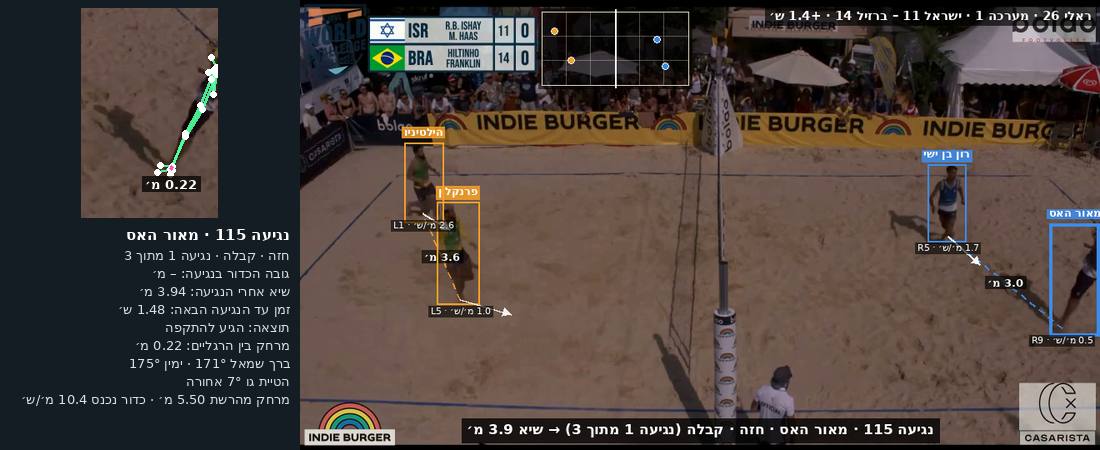 ראלי 26 · מערכה 1 · ישראל 11 – ברזיל 14 · +1.4 ש׳
ISR R.B. ISHAY M. HAAS 11 0
BRA HILTINHO FRANKLIN 14 0
INDIE BURGER
INDIE BURGER
INDIE BURGER
bolao
CASARISTA
הילטיניו
פרנקלין
רון בן ישי
מאור האס
L1 · 2.6 מ׳/ש׳
3.6 מ׳
L5 · 1.0 מ׳/ש׳
R5 · 1.7 מ׳/ש׳
3.0 מ׳
R9 · 0.5 מ׳/ש׳
0.22 מ׳
נגיעה 115 · מאור האס
חזה · קבלה · נגיעה 1 מתוך 3
גובה הכדור בנגיעה: – מ׳
שיא אחרי הנגיעה: 3.94 מ׳
זמן עד הנגיעה הבאה: 1.48 ש׳
תוצאה: הגיע להתקפה
מרחק בין הרגליים: 0.22 מ׳
ברך שמאל 171° · ימין 175°
הטיית גו 7° אחורה
מרחק מהרשת 5.50 מ׳ · כדור נכנס 10.4 מ׳/ש׳
נגיעה 115 · מאור האס · חזה · קבלה (נגיעה 1 מתוך 3) → שיא 3.9 מ׳
INDIE BURGER
CASARISTA